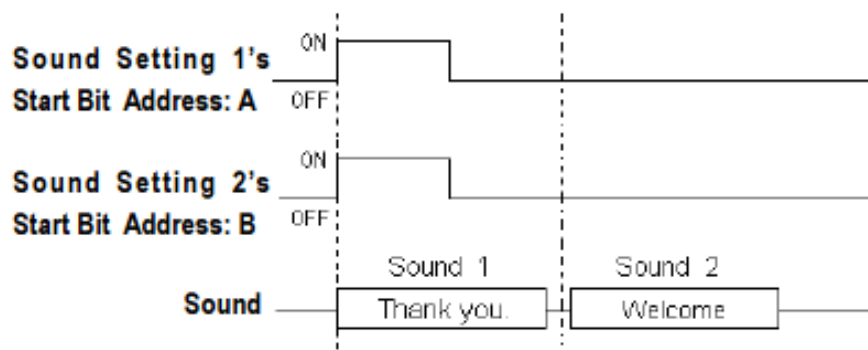 ON
Sound Setting 1's
Start Bit Address: A
OFF
ON
Sound Setting 2's
Start Bit Address: B
OFF
Sound 1
Sound 2
Sound
Thank you.
Welcome